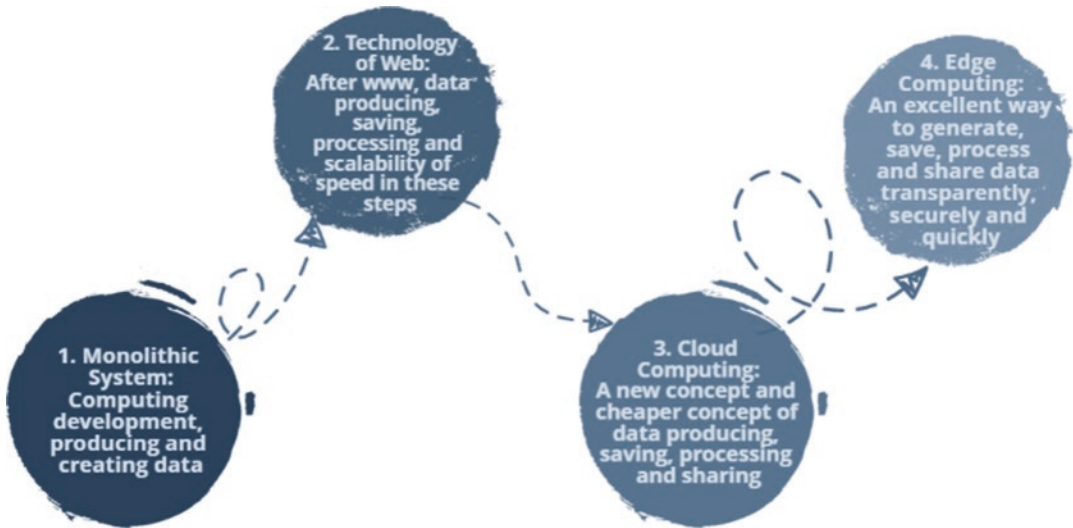 1. Monolithic
System:
Computing
development,
producing and
creating data
2. Technology
of Web:
After www, data
producing,
saving,
processing and
scalability of
speed in these
steps
3. Cloud
Computing:
A new concept and
cheaper concept of
data producing,
saving, processing
and sharing
4. Edge
Computing:
An excellent way
to generate,
save, process
and share data
transparently,
securely and
quickly